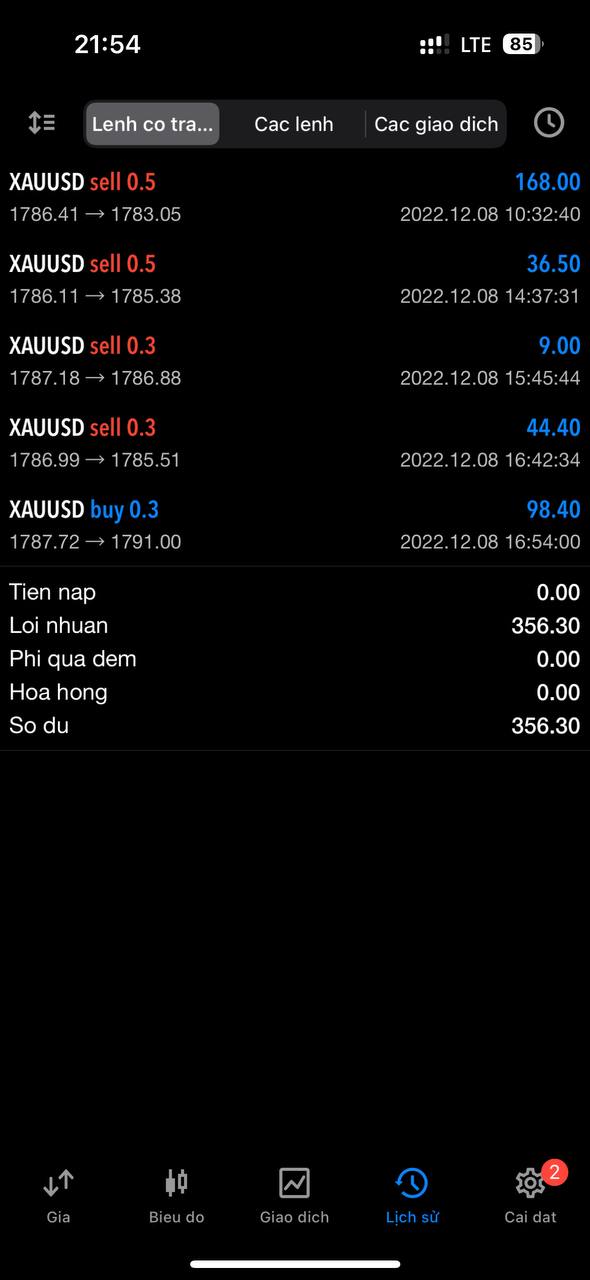 21:54 LTE 85
Lenh co tra... Cac lenh Cac giao dich
XAUUSD sell 0.5 168.00
1786.41 → 1783.05 2022.12.08 10:32:40
XAUUSD sell 0.5 36.50
1786.11 → 1785.38 2022.12.08 14:37:31
XAUUSD sell 0.3 9.00
1787.18 → 1786.88 2022.12.08 15:45:44
XAUUSD sell 0.3 44.40
1786.99 → 1785.51 2022.12.08 16:42:34
XAUUSD buy 0.3 98.40
1787.72 → 1791.00 2022.12.08 16:54:00
Tien nap 0.00
Loi nhuan 356.30
Phi qua dem 0.00
Hoa hong 0.00
So du 356.30
2
Gia Bieu do Giao dich Lịch sử Cai dat